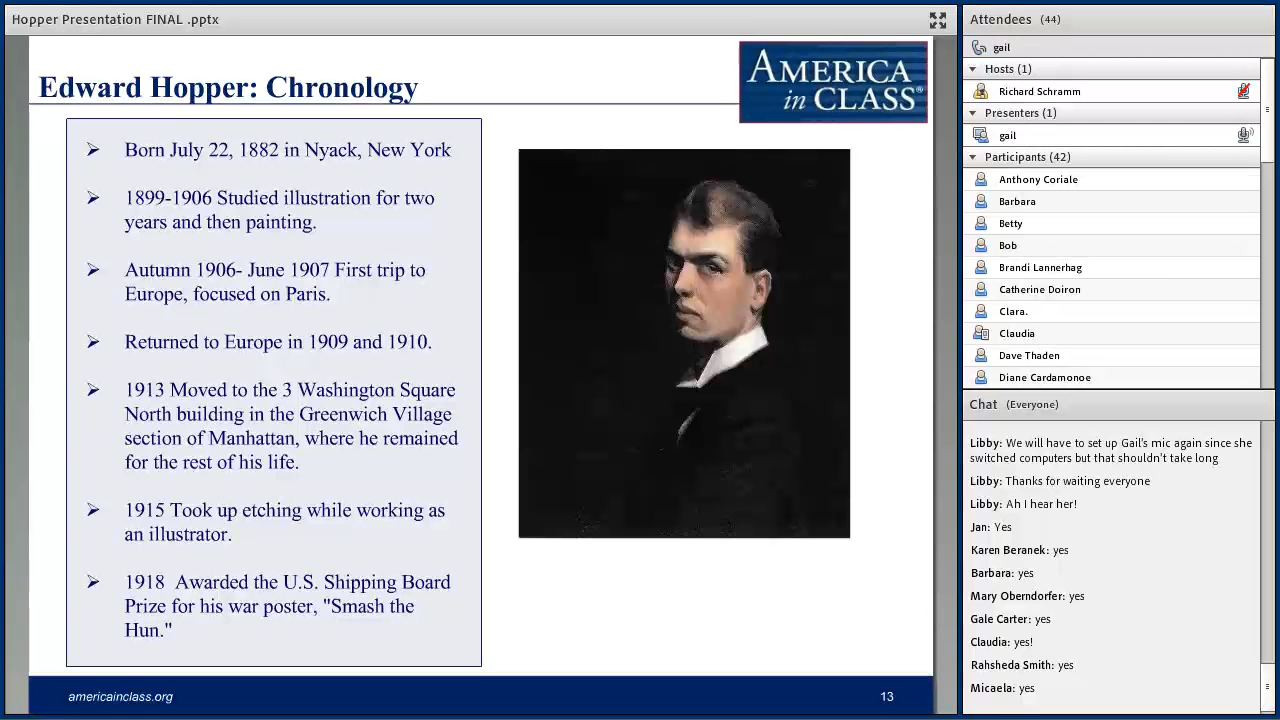 Hopper Presentation FINAL .pptx
Edward Hopper: Chronology
AMERICA
in CLASS®
Born July 22, 1882 in Nyack, New York
1899-1906 Studied illustration for two
years and then painting.
Autumn 1906- June 1907 First trip to
Europe, focused on Paris.
Returned to Europe in 1909 and 1910.
1913 Moved to the 3 Washington Square
North building in the Greenwich Village
section of Manhattan, where he remained
for the rest of his life.
1915 Took up etching while working as
an illustrator.
1918 Awarded the U.S. Shipping Board
Prize for his war poster, "Smash the
Hun."
americainclass.org
13
Attendees (44)
gail
Hosts (1)
Richard Schramm
Presenters (1)
gail
Participants (42)
Anthony Coriale
Barbara
Betty
Bob
Brandi Lannerhag
Catherine Doiron
Clara.
Claudia
Dave Thaden
Diane Cardamonoe
Chat (Everyone)
Libby: We will have to set up Gail's mic again since she
switched computers but that shouldn't take long
Libby: Thanks for waiting everyone
Libby: Ah I hear her!
Jan: Yes
Karen Beranek: yes
Barbara: yes
Mary Oberndorfer: yes
Gale Carter: yes
Claudia: yes!
Rahsheda Smith: yes
Micaela: yes